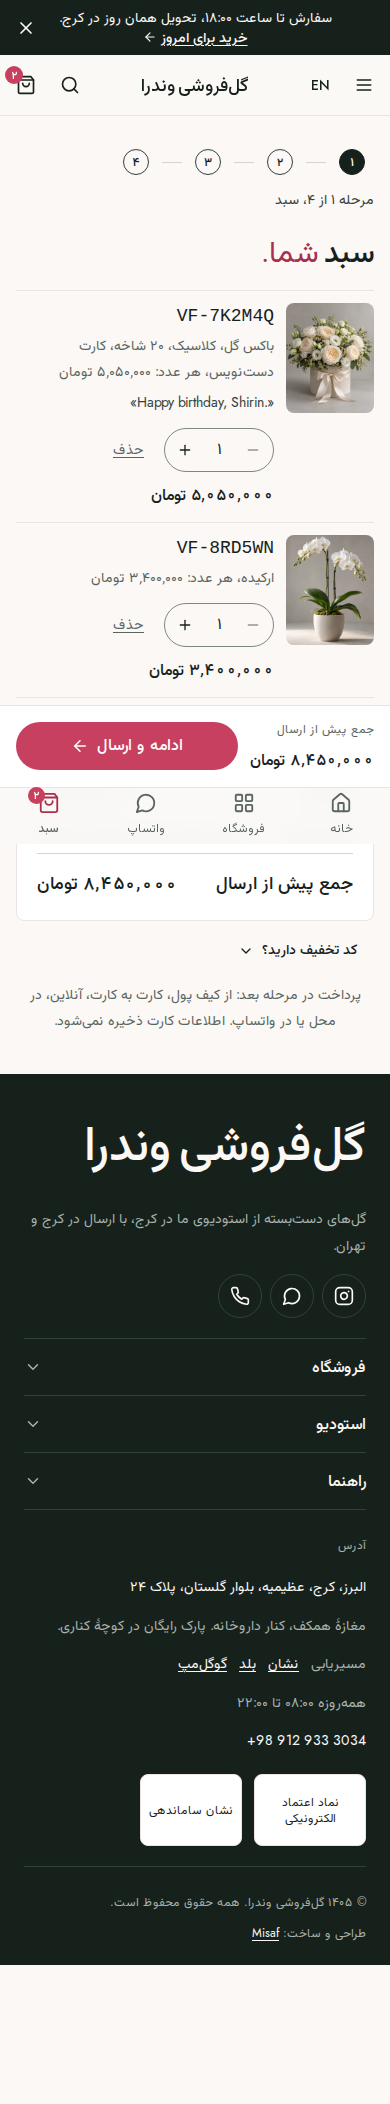 سفارش تا ساعت ۱۸:۰۰، تحویل همان روز در کرج.
خرید برای امروز ←
EN
گل‌فروشی وندرا
۲
۱
۲
۳
۴
مرحله ۱ از ۴، سبد
سبد شما.
VF-7K2M4Q
باکس گل، کلاسیک، ۲۰ شاخه، کارت
دست‌نویس، هر عدد: ۵,۰۵۰,۰۰۰ تومان
«Happy birthday, Shirin.»
− ۱ +
حذف
۵,۰۵۰,۰۰۰ تومان
VF-8RD5WN
ارکیده، هر عدد: ۳,۴۰۰,۰۰۰ تومان
− ۱ +
حذف
۳,۴۰۰,۰۰۰ تومان
جمع پیش از ارسال
۸,۴۵۰,۰۰۰ تومان
ادامه و ارسال ←
خانه
فروشگاه
واتساپ
۲
سبد
جمع پیش از ارسال
۸,۴۵۰,۰۰۰ تومان
کد تخفیف دارید؟
پرداخت در مرحله بعد: از کیف پول، کارت به کارت، آنلاین، در
محل یا در واتساپ. اطلاعات کارت ذخیره نمی‌شود.
گل‌فروشی وندرا
گل‌های دست‌بسته از استودیوی ما در کرج، با ارسال در کرج و
تهران.
فروشگاه
استودیو
راهنما
آدرس
البرز، کرج، عظیمیه، بلوار گلستان، پلاک ۲۴
مغازهٔ همکف، کنار داروخانه. پارک رایگان در کوچهٔ کناری.
مسیریابی نشان بلد گوگل‌مپ
همه‌روزه ۰۸:۰۰ تا ۲۲:۰۰
+98 912 933 3034
نماد اعتماد
الکترونیکی
نشان ساماندهی
© ۱۴۰۵ گل‌فروشی وندرا. همه حقوق محفوظ است.
طراحی و ساخت: Misaf